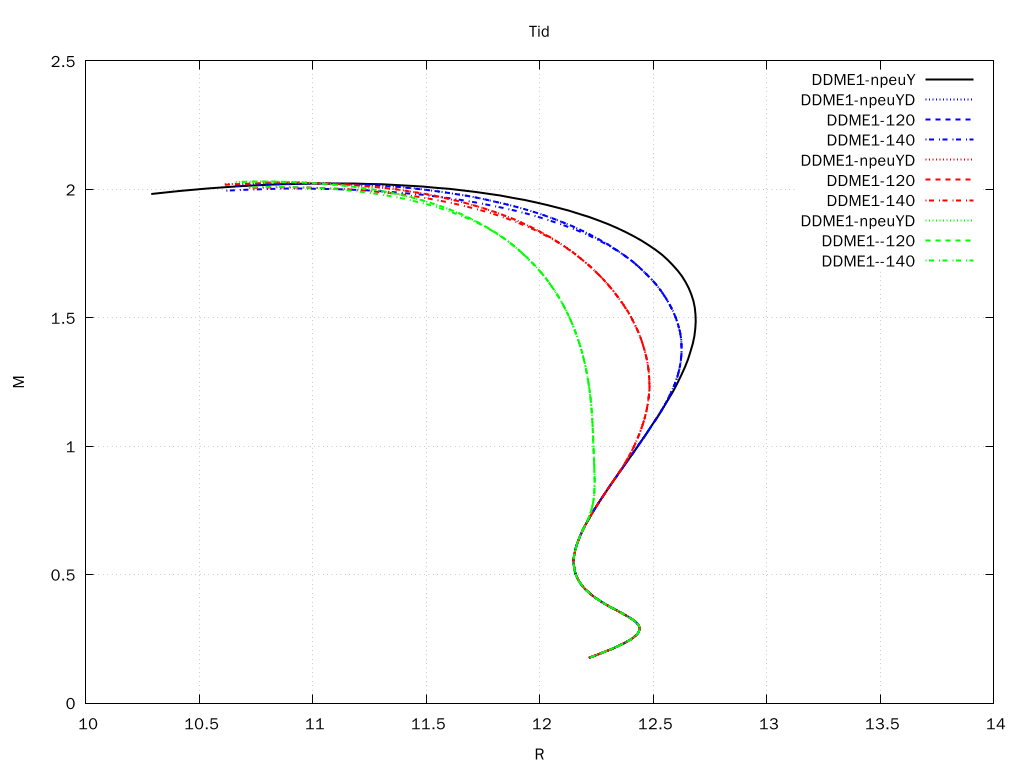 Tid
2.5
2
1.5
1
0.5
0
M
10
10.5
11
11.5
12
12.5
13
13.5
14
R
DDME1-npeuY
DDME1-npeuYD
DDME1-120
DDME1-140
DDME1-npeuYD
DDME1-120
DDME1-140
DDME1-npeuYD
DDME1--120
DDME1--140